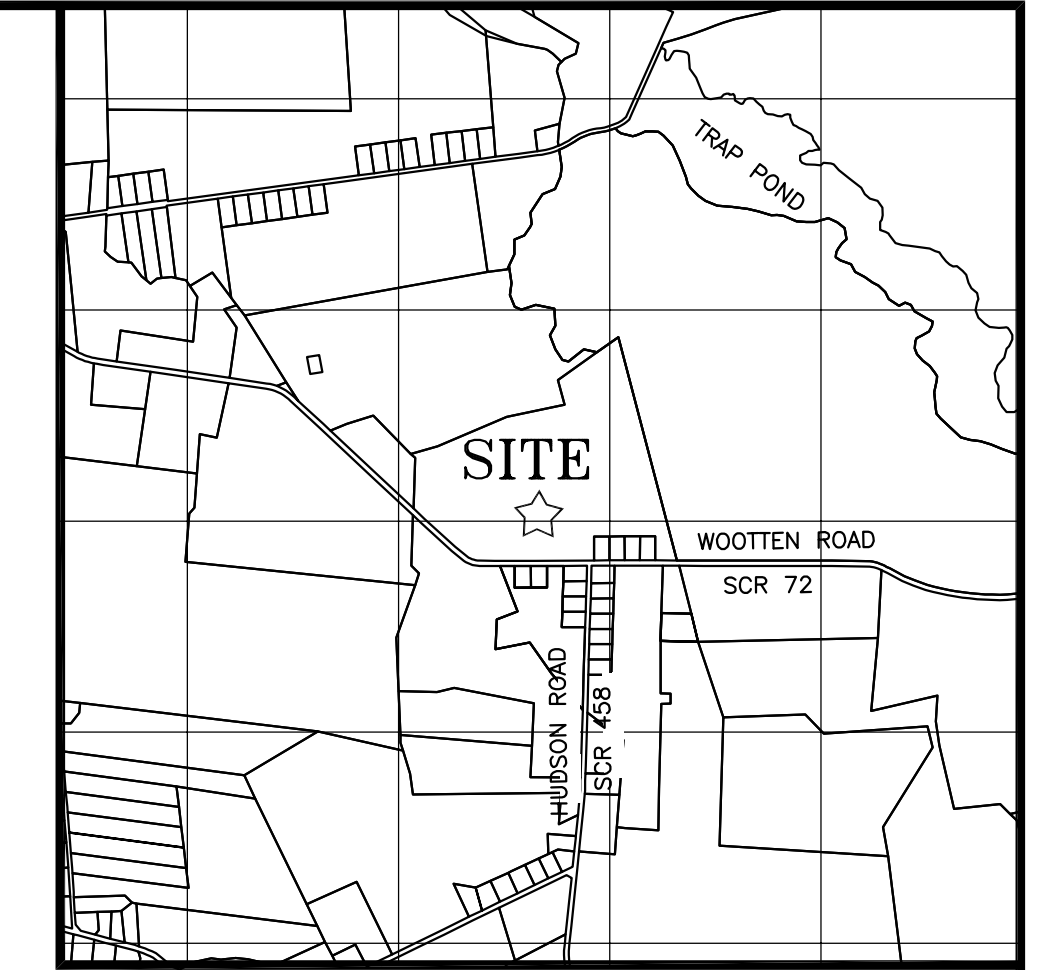 TRAP POND
SITE
WOOTTEN ROAD
SCR 72
HUDSON ROAD
SCR 458